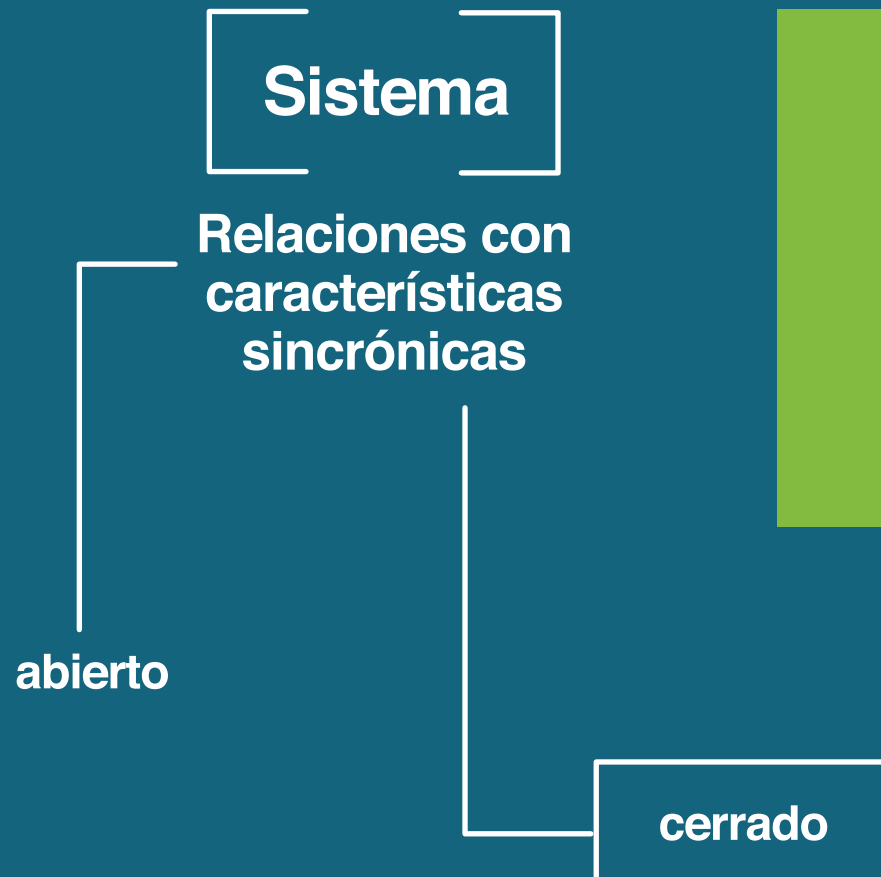 Sistema
Relaciones con
características
sincrónicas
abierto
cerrado